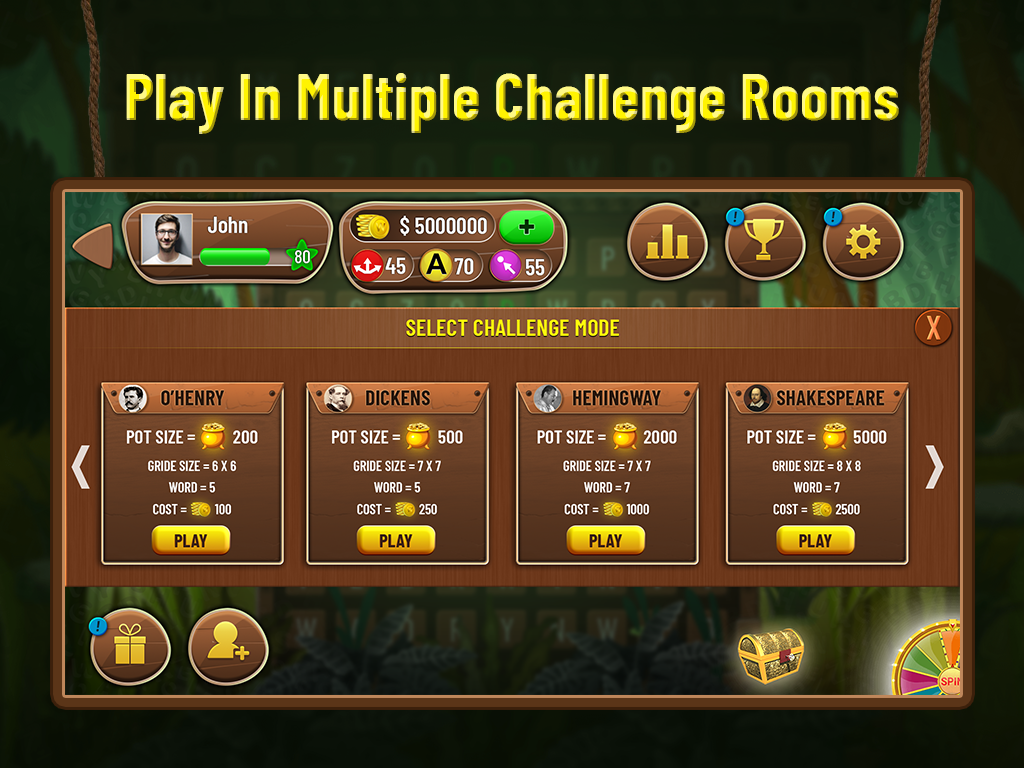 Play In Multiple Challenge Rooms
John
80
$ 5000000 +
45 A 70 55
! !
SELECT CHALLENGE MODE
X
O'HENRY
POT SIZE = 200
GRIDE SIZE = 6 X 6
WORD = 5
COST = 100
PLAY
DICKENS
POT SIZE = 500
GRIDE SIZE = 7 X 7
WORD = 5
COST = 250
PLAY
HEMINGWAY
POT SIZE = 2000
GRIDE SIZE = 7 X 7
WORD = 7
COST = 1000
PLAY
SHAKESPEARE
POT SIZE = 5000
GRIDE SIZE = 8 X 8
WORD = 7
COST = 2500
PLAY
!
SPIN